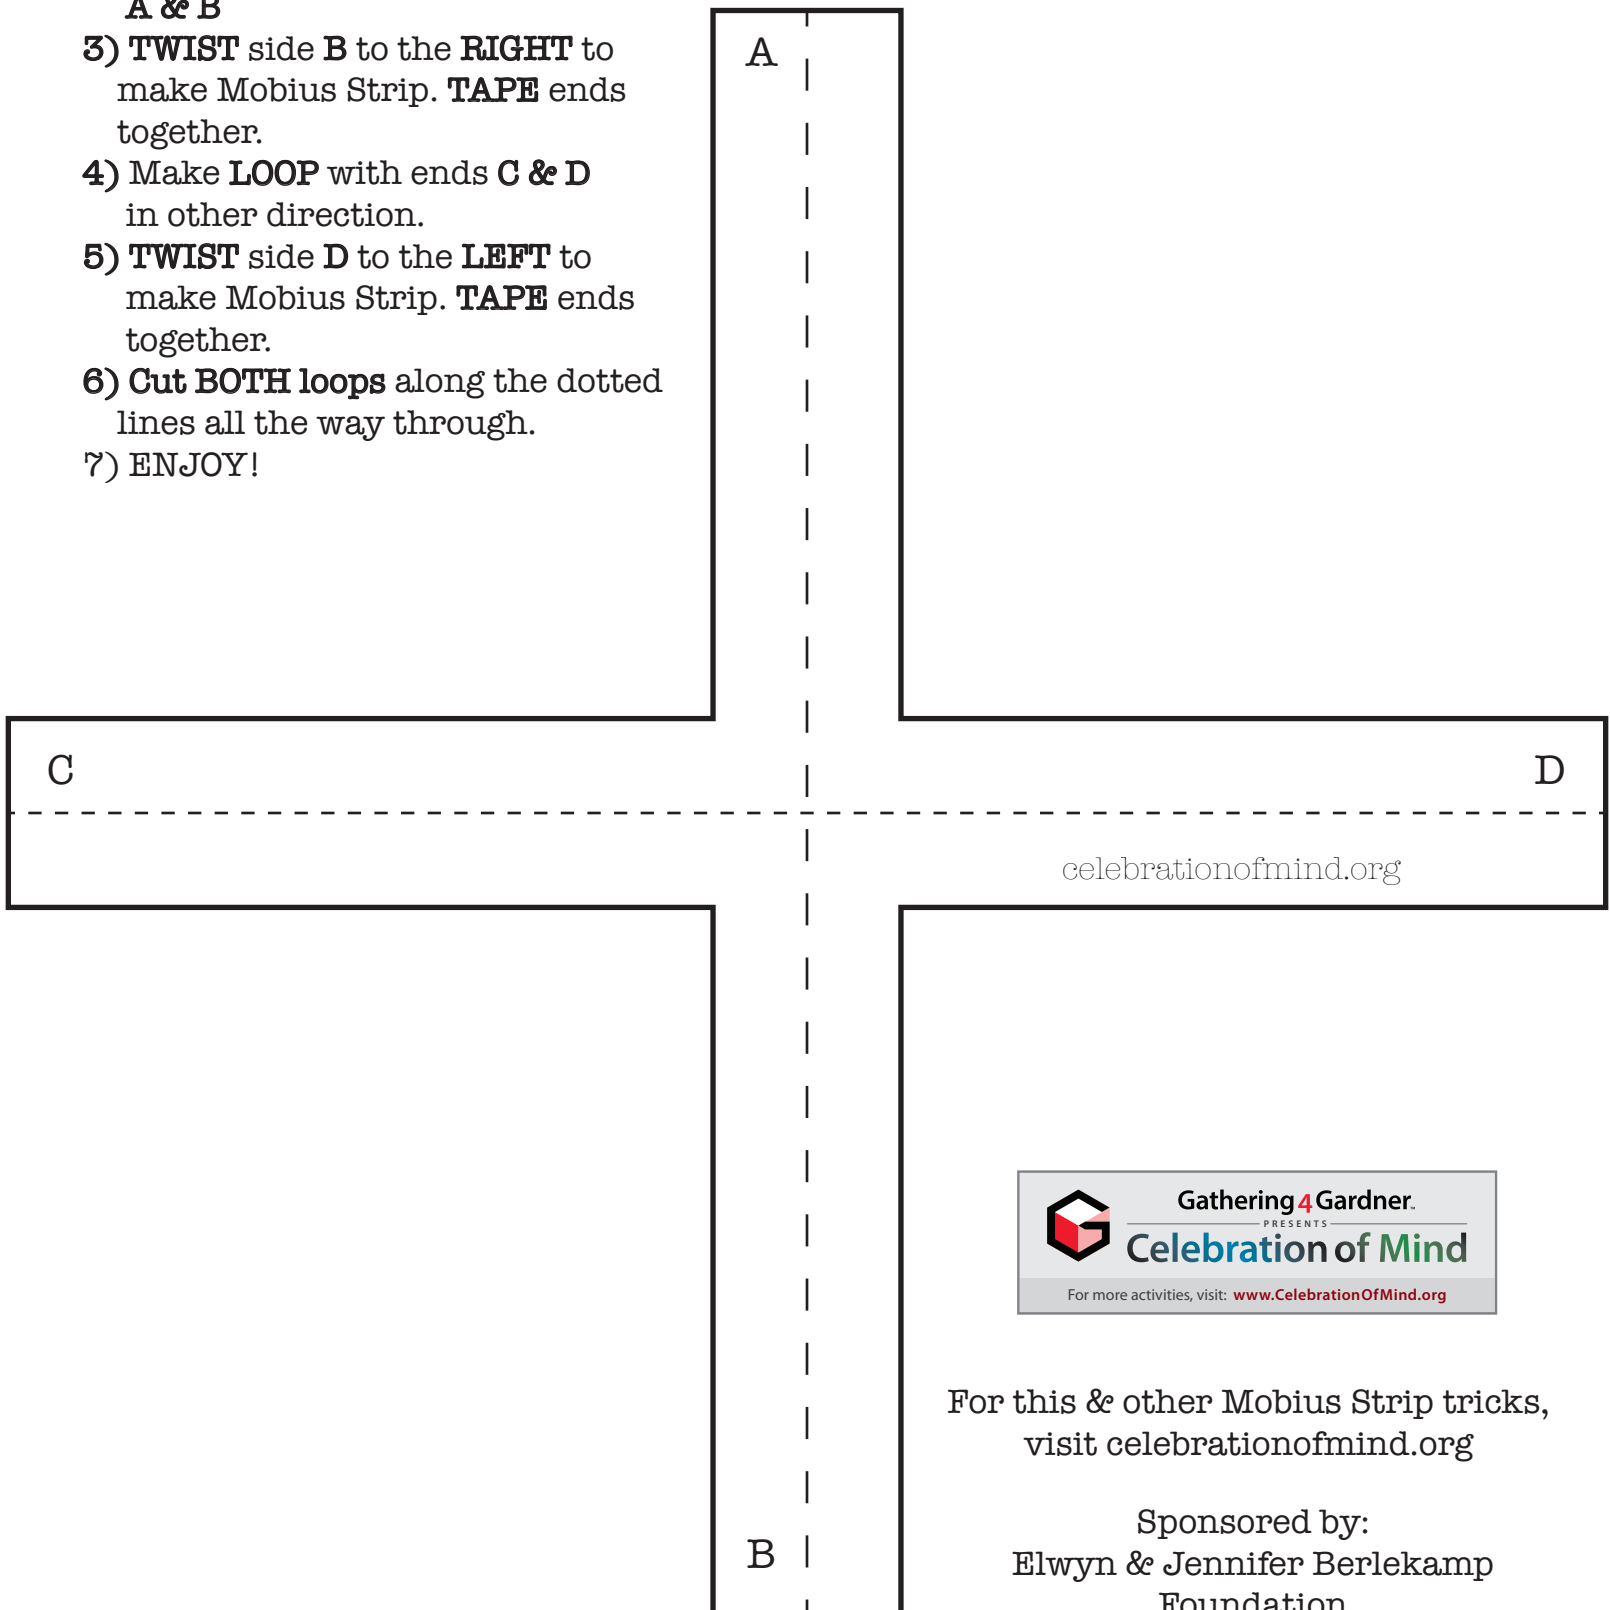 A & B
3) TWIST side B to the RIGHT to
make Mobius Strip. TAPE ends
together.
4) Make LOOP with ends C & D
in other direction.
5) TWIST side D to the LEFT to
make Mobius Strip. TAPE ends
together.
6) Cut BOTH loops along the dotted
lines all the way through.
7) ENJOY!
A
C
D
celebrationofmind.org
Gathering 4 Gardner
PRESENTS
Celebration of Mind
For more activities, visit: www.CelebrationOfMind.org
For this & other Mobius Strip tricks,
visit celebrationofmind.org
Sponsored by:
B
Elwyn & Jennifer Berlekamp
Foundation